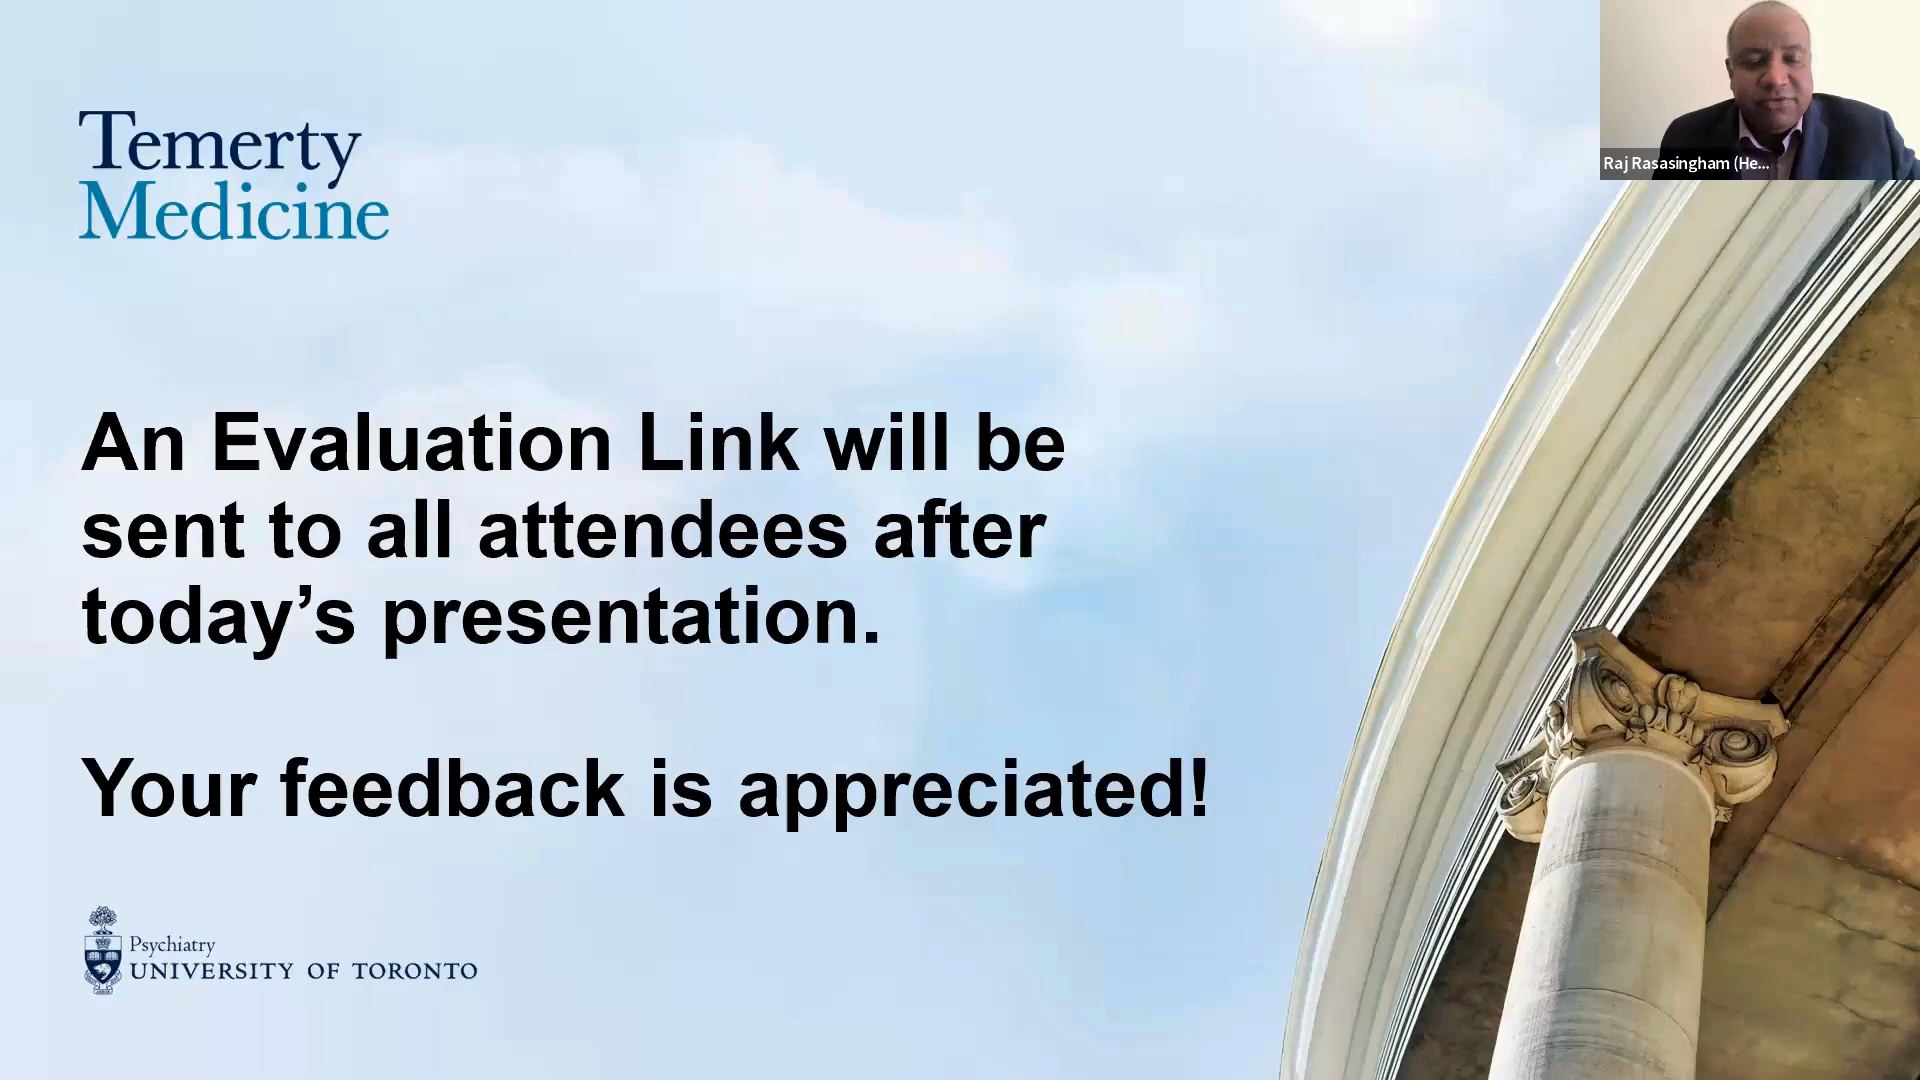 Temerty
Medicine
Raj Rasasingham (He...
An Evaluation Link will be
sent to all attendees after
today’s presentation.
Your feedback is appreciated!
Psychiatry
UNIVERSITY OF TORONTO